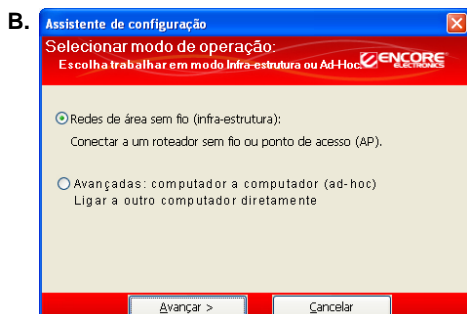 B.
Assistente de configuração
Selecionar modo de operação:
Escolha trabalhar em modo Infra-estrutura ou Ad-Hoc.
ENCORE
ELECTRONICS
Redes de área sem fio (infra-estrutura):
Conectar a um roteador sem fio ou ponto de acesso (AP).
Avançadas: computador a computador (ad-hoc)
Ligar a outro computador diretamente
Avançar >
Cancelar